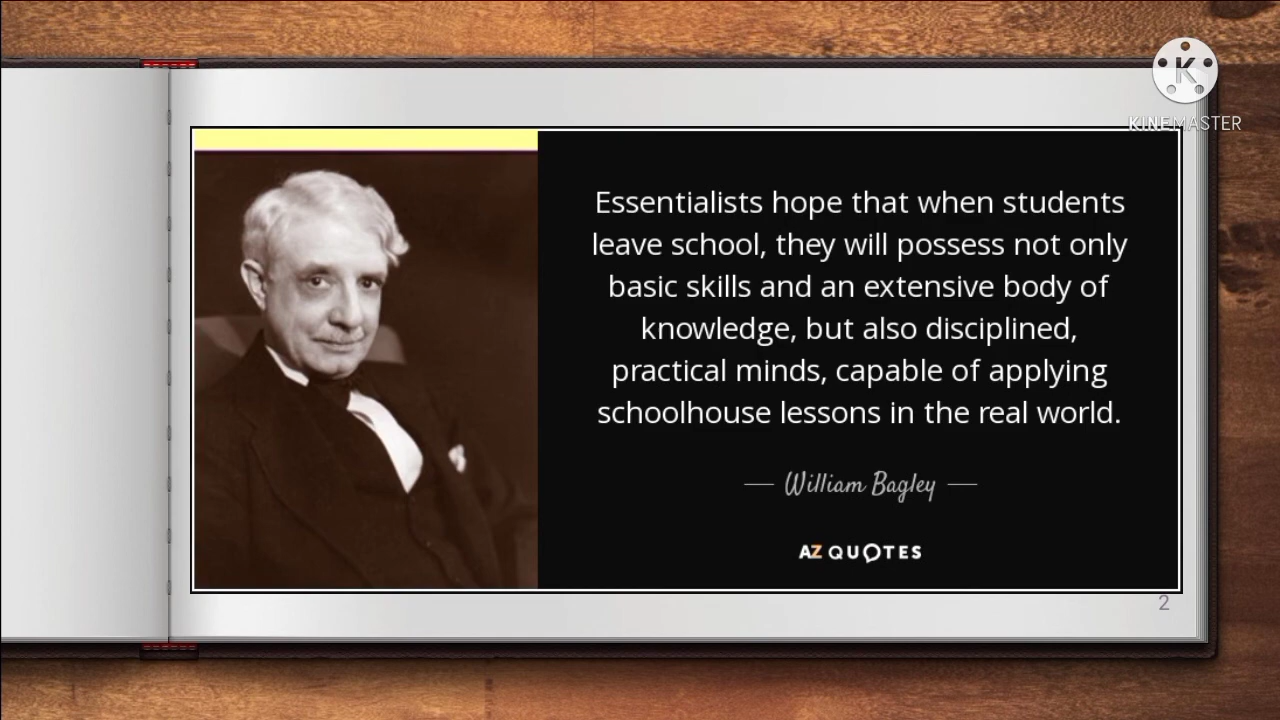 K
KINEMASTER
Essentialists hope that when students
leave school, they will possess not only
basic skills and an extensive body of
knowledge, but also disciplined,
practical minds, capable of applying
schoolhouse lessons in the real world.
William Bagley
AZ QUOTES
2